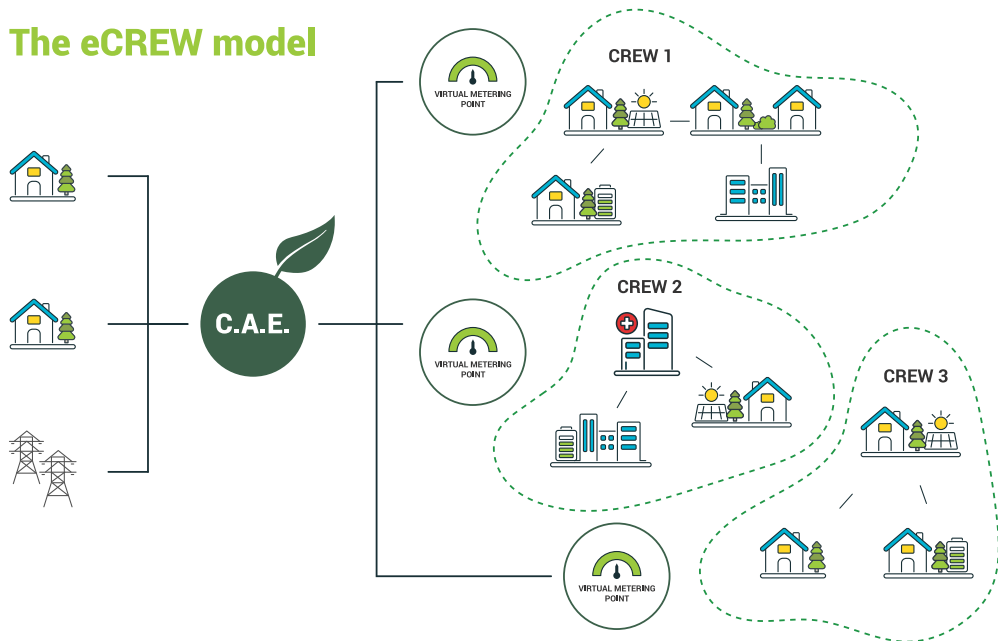 The eCREW model
VIRTUAL METERING
POINT
CREW 1
C.A.E.
VIRTUAL METERING
POINT
CREW 2
CREW 3
VIRTUAL METERING
POINT